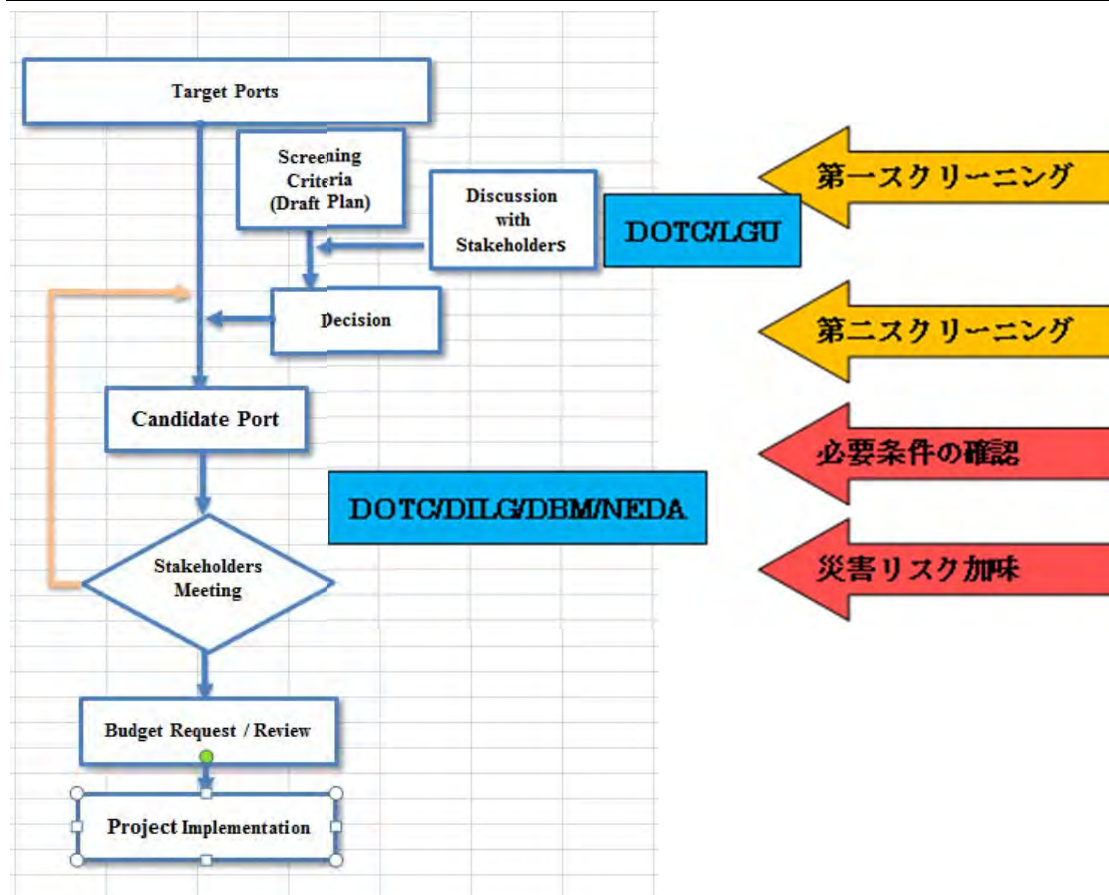 Target Ports
Screening
Criteria
(Draft Plan)
Discussion
with
Stakeholders
DOTC/LGU
第一スクリーニング
Decision
第二スクリーニング
Candidate Port
必要条件の確認
DOTC/DILG/DBM/NEDA
Stakeholders
Meeting
災害リスク加味
Budget Request / Review
Project Implementation